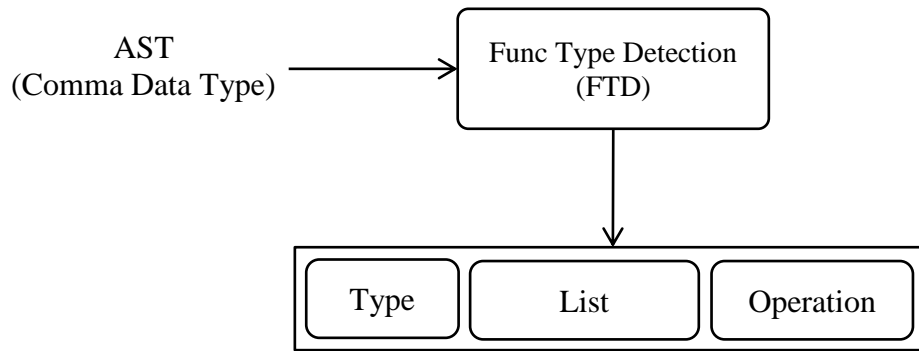 AST
(Comma Data Type)
Func Type Detection
(FTD)
Type
List
Operation